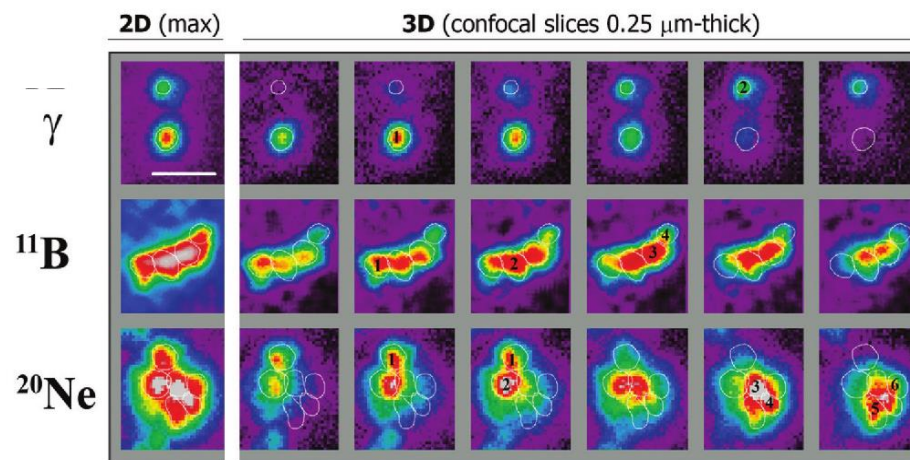 2D (max) 3D (confocal slices 0.25 μm-thick)
γ 1 2
¹¹B 1 2 3 4
²⁰Ne 1 1 2 3 4 5 6